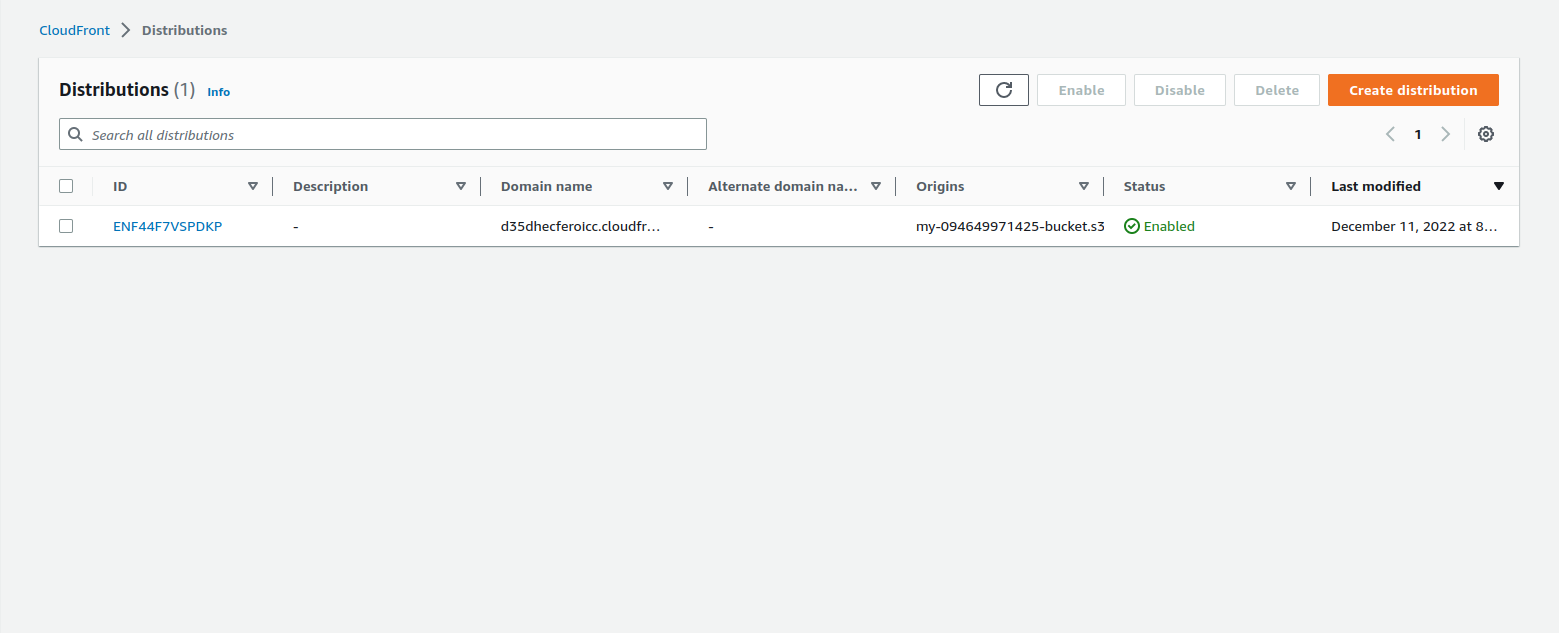 CloudFront Distributions
Distributions (1) Info
Enable Disable Delete Create distribution
Search all distributions
1
ID Description Domain name Alternate domain na... Origins Status Last modified
ENF44F7VSPDKP - d35dhecferoicc.cloudfr... - my-094649971425-bucket.s3 Enabled December 11, 2022 at 8...